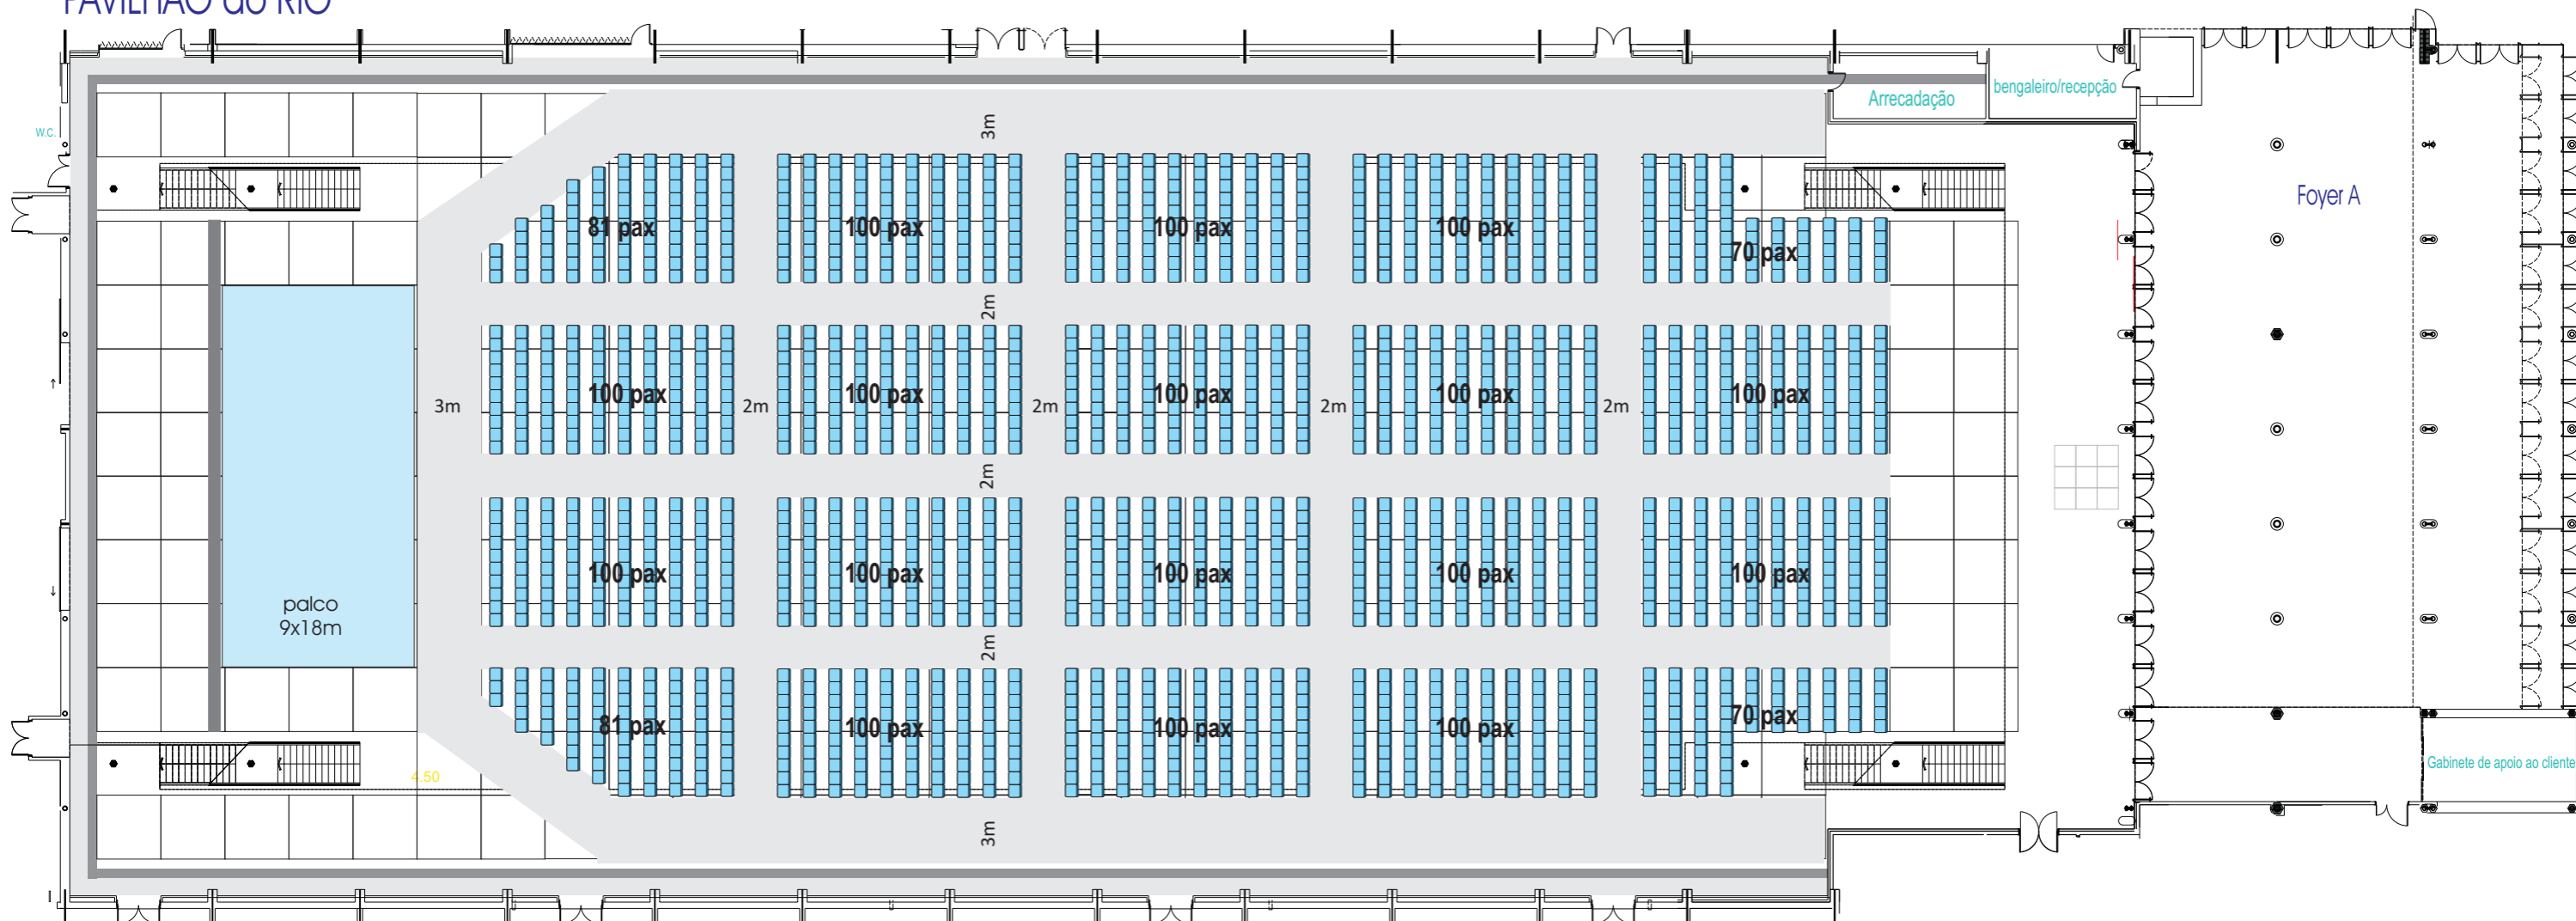 PAVILHÃO do RIO
Arrecadação
bengaleiro/recepção
w.c.
3m
Foyer A
81 pax
100 pax
100 pax
100 pax
70 pax
2m
100 pax
100 pax
100 pax
100 pax
100 pax
3m
2m
2m
2m
2m
2m
100 pax
100 pax
100 pax
100 pax
100 pax
palco
9x18m
2m
81 pax
100 pax
100 pax
100 pax
70 pax
4.50
Gabinete de apoio ao cliente
3m